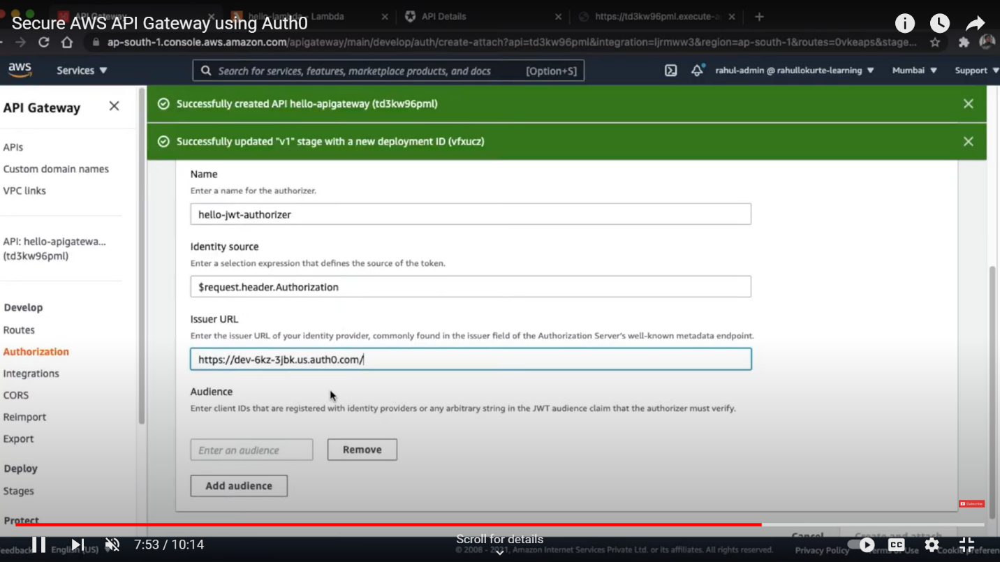 API Gateway
hello-lambda - Lambda
API Details
https://td3kw96pml.execute-a
Secure AWS API Gateway using Auth0
ap-south-1.console.aws.amazon.com/apigateway/main/develop/auth/create-attach?api=td3kw96pml&integration=ljrmww3&region=ap-south-1&routes=0vkeaps&stage...
aws
Services ▼
Search for services, features, marketplace products, and docs [Option+S]
rahul-admin @ rahullokurte-learning ▼
Mumbai ▼
Support ▼
API Gateway
APIs
Custom domain names
VPC links
API: hello-apigatewa...
(td3kw96pml)
Develop
Routes
Authorization
Integrations
CORS
Reimport
Export
Deploy
Stages
Protect
Successfully created API hello-apigateway (td3kw96pml)
Successfully updated "v1" stage with a new deployment ID (vfxucz)
Name
Enter a name for the authorizer.
hello-jwt-authorizer
Identity source
Enter a selection expression that defines the source of the token.
$request.header.Authorization
Issuer URL
Enter the issuer URL of your identity provider, commonly found in the issuer field of the Authorization Server's well-known metadata endpoint.
https://dev-6kz-3jbk.us.auth0.com/
Audience
Enter client IDs that are registered with identity providers or any arbitrary string in the JWT audience claim that the authorizer must verify.
Enter an audience
Remove
Add audience
Cancel
Create and attach
7:53 / 10:14
Scroll for details
CC
eedback
English (US)
© 2008 - 2021, Amazon Internet Services Private Ltd. or its affiliates. All rights reserved.
Privacy Policy
Terms of Use
Cookie preferen